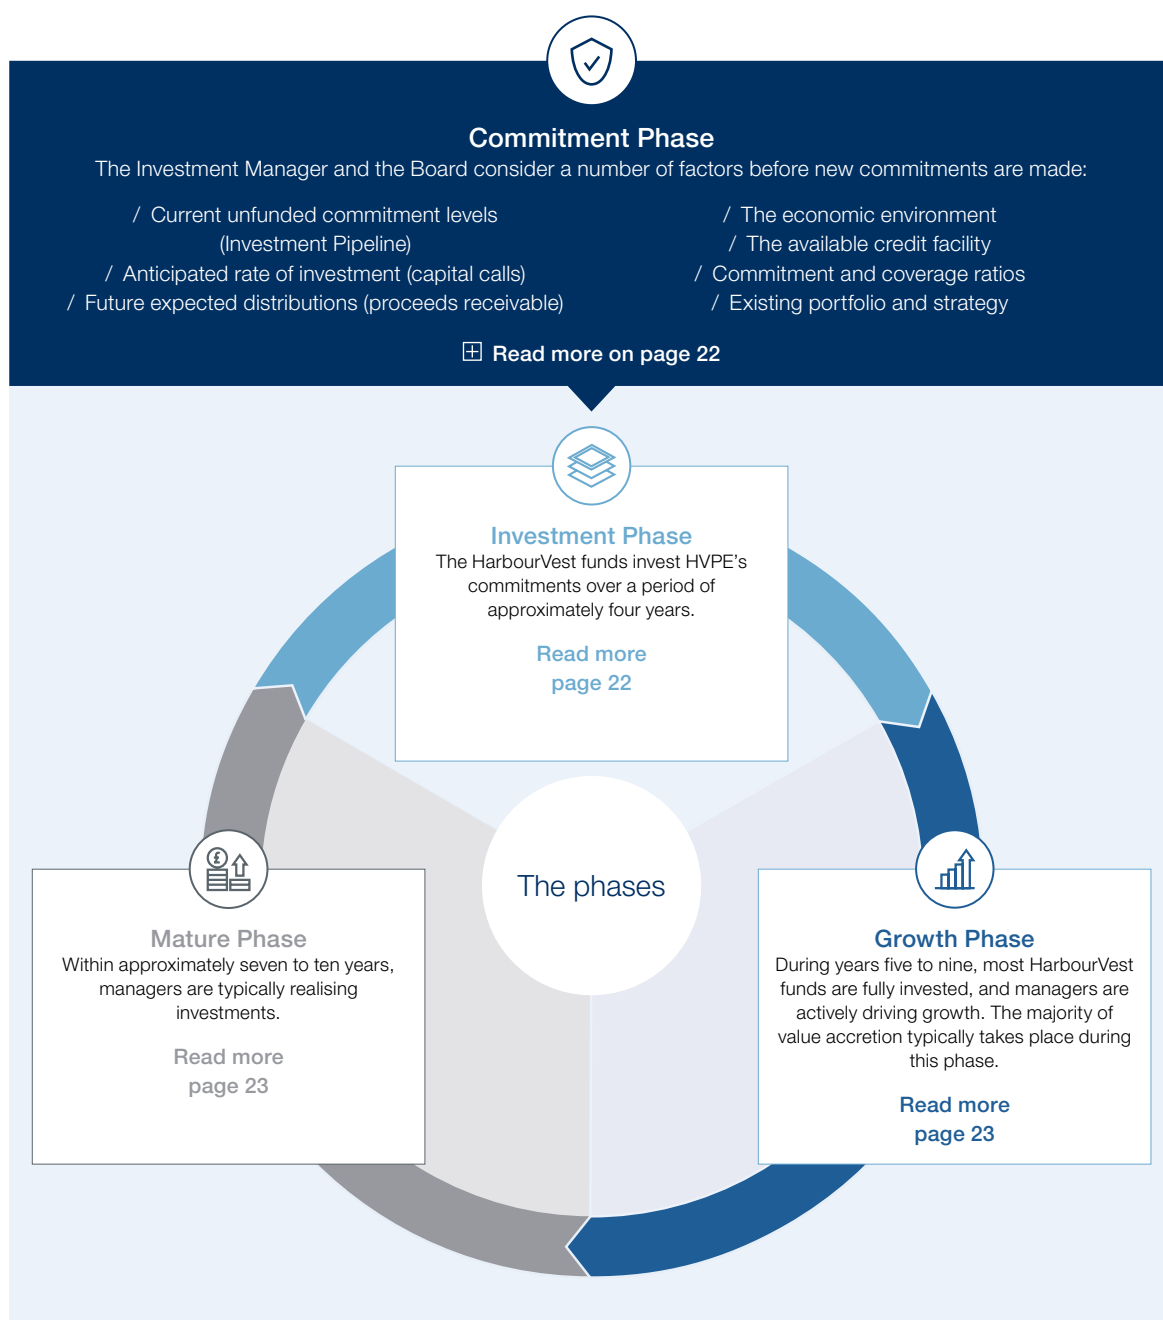 Commitment Phase
The Investment Manager and the Board consider a number of factors before new commitments are made:
/ Current unfunded commitment levels
(Investment Pipeline)
/ Anticipated rate of investment (capital calls)
/ Future expected distributions (proceeds receivable)
/ The economic environment
/ The available credit facility
/ Commitment and coverage ratios
/ Existing portfolio and strategy
Read more on page 22
Investment Phase
The HarbourVest funds invest HVPE’s
commitments over a period of
approximately four years.
Read more
page 22
The phases
Growth Phase
During years five to nine, most HarbourVest
funds are fully invested, and managers are
actively driving growth. The majority of
value accretion typically takes place during
this phase.
Read more
page 23
£
Mature Phase
Within approximately seven to ten years,
managers are typically realising
investments.
Read more
page 23